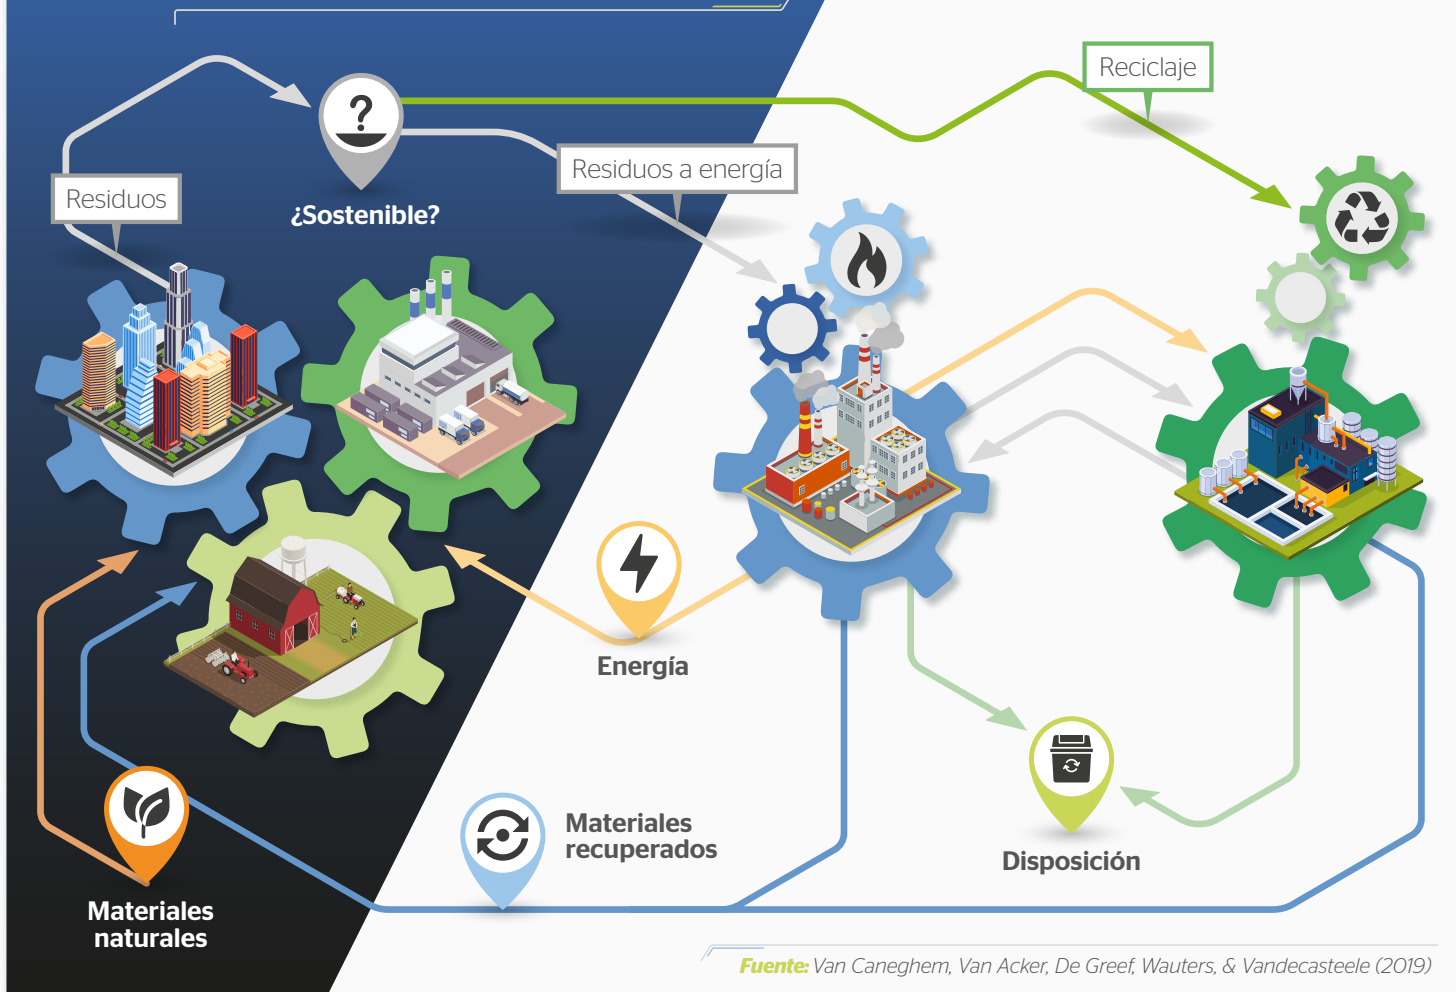 Reciclaje
Residuos a energía
Residuos
¿Sostenible?
Energía
Materiales
recuperados
Disposición
Materiales
naturales
Fuente: Van Caneghem, Van Acker, De Greef, Wauters, & Vandecasteele (2019)